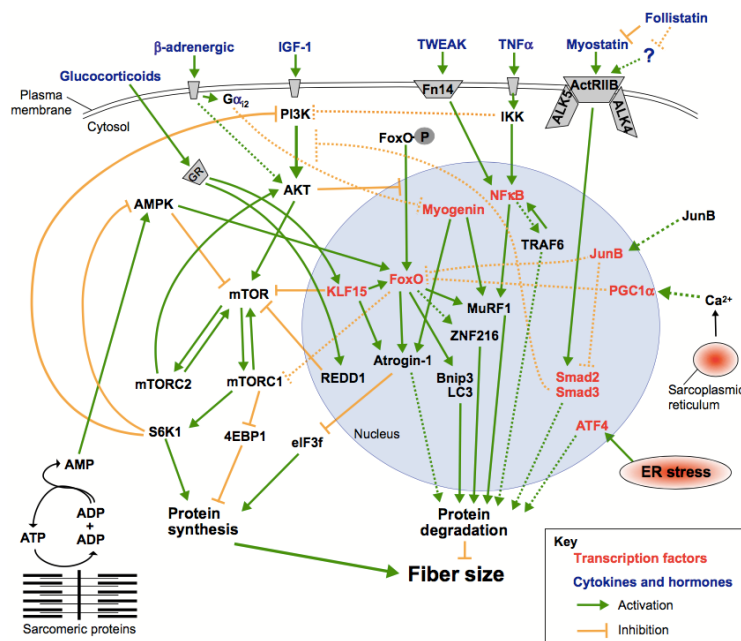 Follistatin
β-adrenergic
IGF-1
TWEAK
TNFα
Myostatin
?
Glucocorticoids
Plasma
membrane
Cytosol
Gαi2
PI3K
Fn14
IKK
ActRIIB
ALK5
ALK4
FoxO P
GR
AKT
AMPK
Myogenin
NFκB
TRAF6
JunB
JunB
mTOR
KLF15
FoxO
PGC1α
Ca2+
MuRF1
ZNF216
mTORC2
mTORC1
REDD1
Atrogin-1
Bnip3
LC3
Smad2
Smad3
Sarcoplasmic
reticulum
S6K1
4EBP1
eIF3f
Nucleus
ATF4
ER stress
AMP
ADP
+
ADP
ATP
Protein
synthesis
Protein
degradation
Fiber size
Sarcomeric proteins
Key
Transcription factors
Cytokines and hormones
Activation
Inhibition